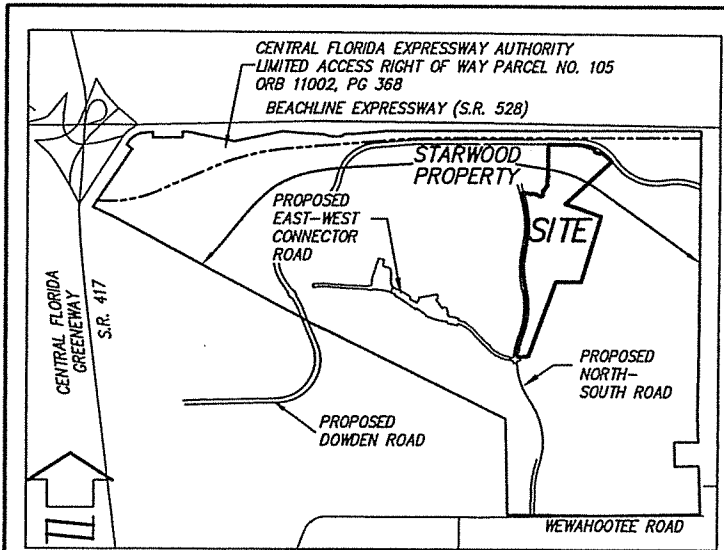 CENTRAL FLORIDA EXPRESSWAY AUTHORITY
LIMITED ACCESS RIGHT OF WAY PARCEL NO. 105
ORB 11002, PG 368
BEACHLINE EXPRESSWAY (S.R. 528)
STARWOOD
PROPERTY
PROPOSED
EAST-WEST
CONNECTOR
ROAD
SITE
CENTRAL FLORIDA
GREENEWAY
S.R. 417
PROPOSED
NORTH-
SOUTH ROAD
PROPOSED
DOWDEN ROAD
N
WEWAHOOTEE ROAD